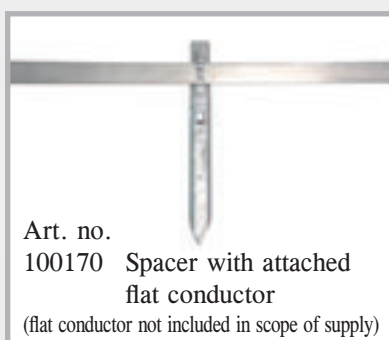 Art. no.
100170 Spacer with attached
flat conductor
(flat conductor not included in scope of supply)